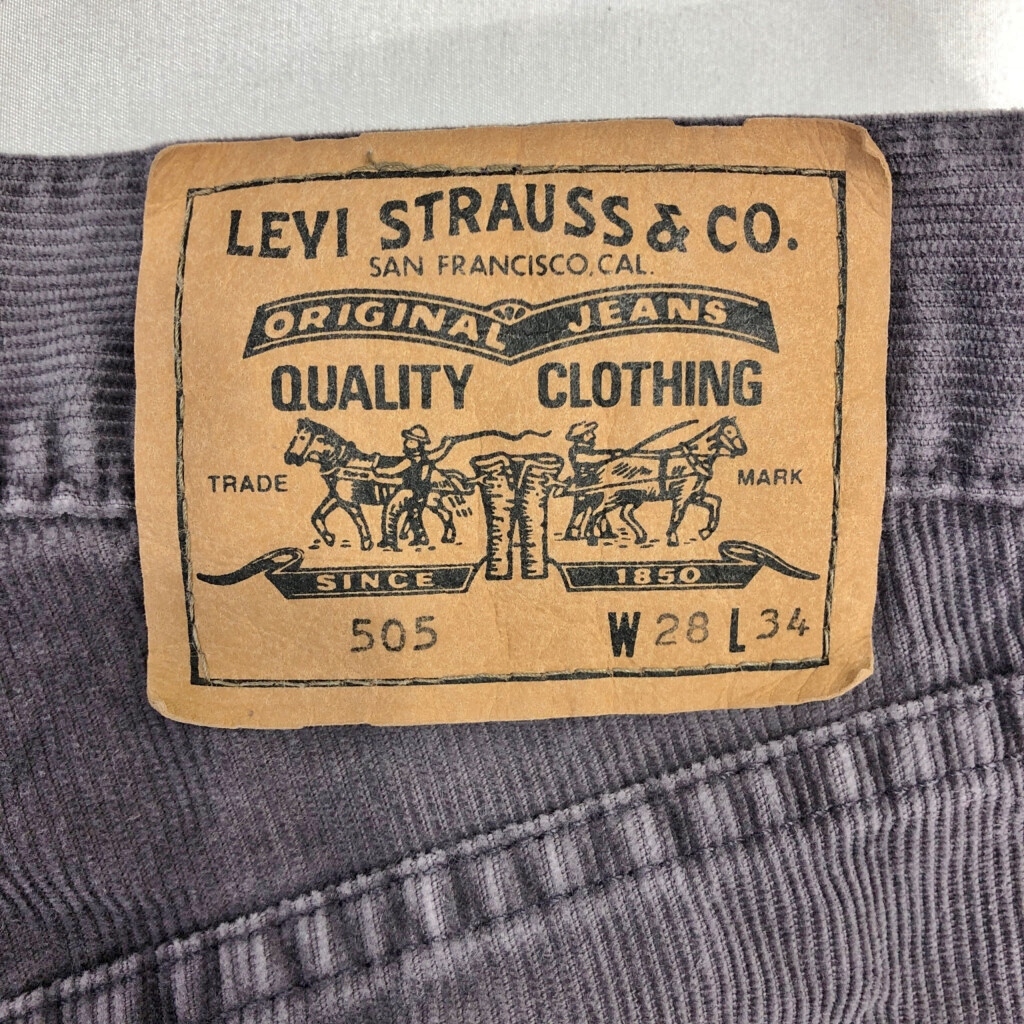 LEVI STRAUSS & CO.
SAN FRANCISCO, CAL.
ORIGINAL JEANS
QUALITY CLOTHING
TRADE MARK
SINCE 1850
505 W 28 L 34